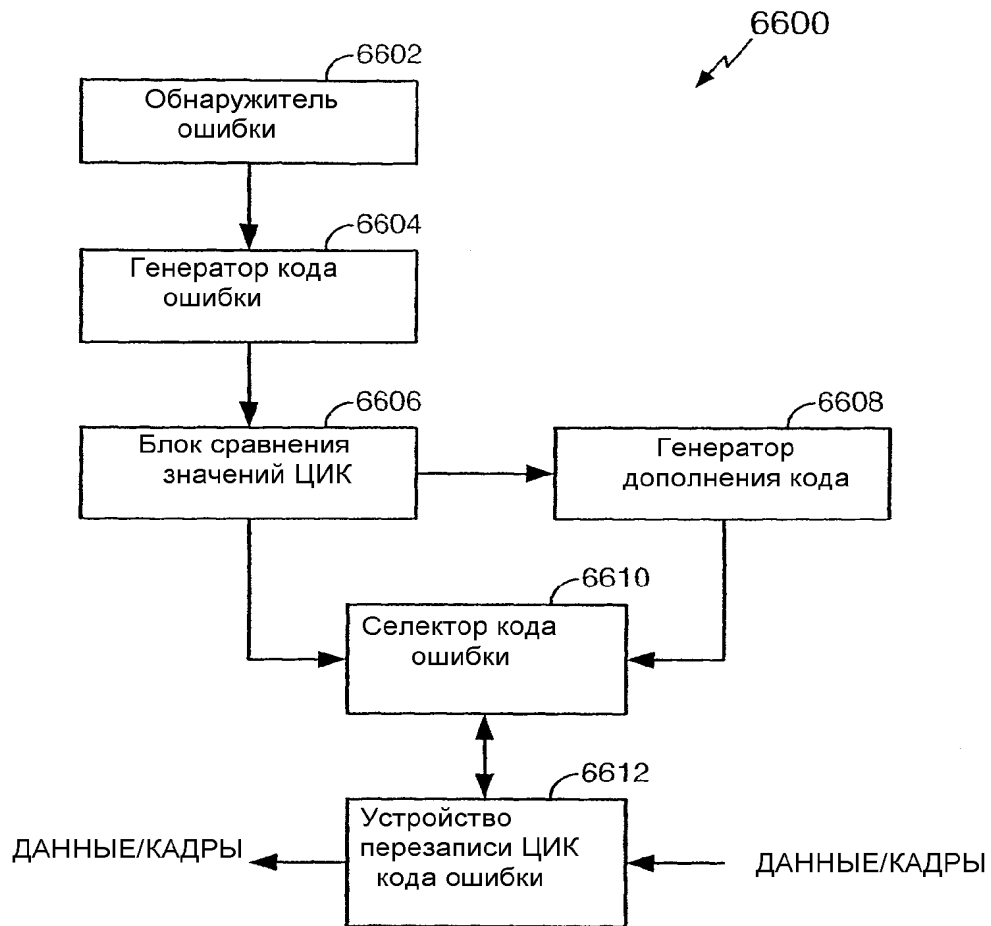 6600
6602
Обнаружитель
ошибки
6604
Генератор кода
ошибки
6606
Блок сравнения
значений ЦИК
6608
Генератор
дополнения кода
6610
Селектор кода
ошибки
6612
Устройство
перезаписи ЦИК
кода ошибки
ДАННЫЕ/КАДРЫ
ДАННЫЕ/КАДРЫ